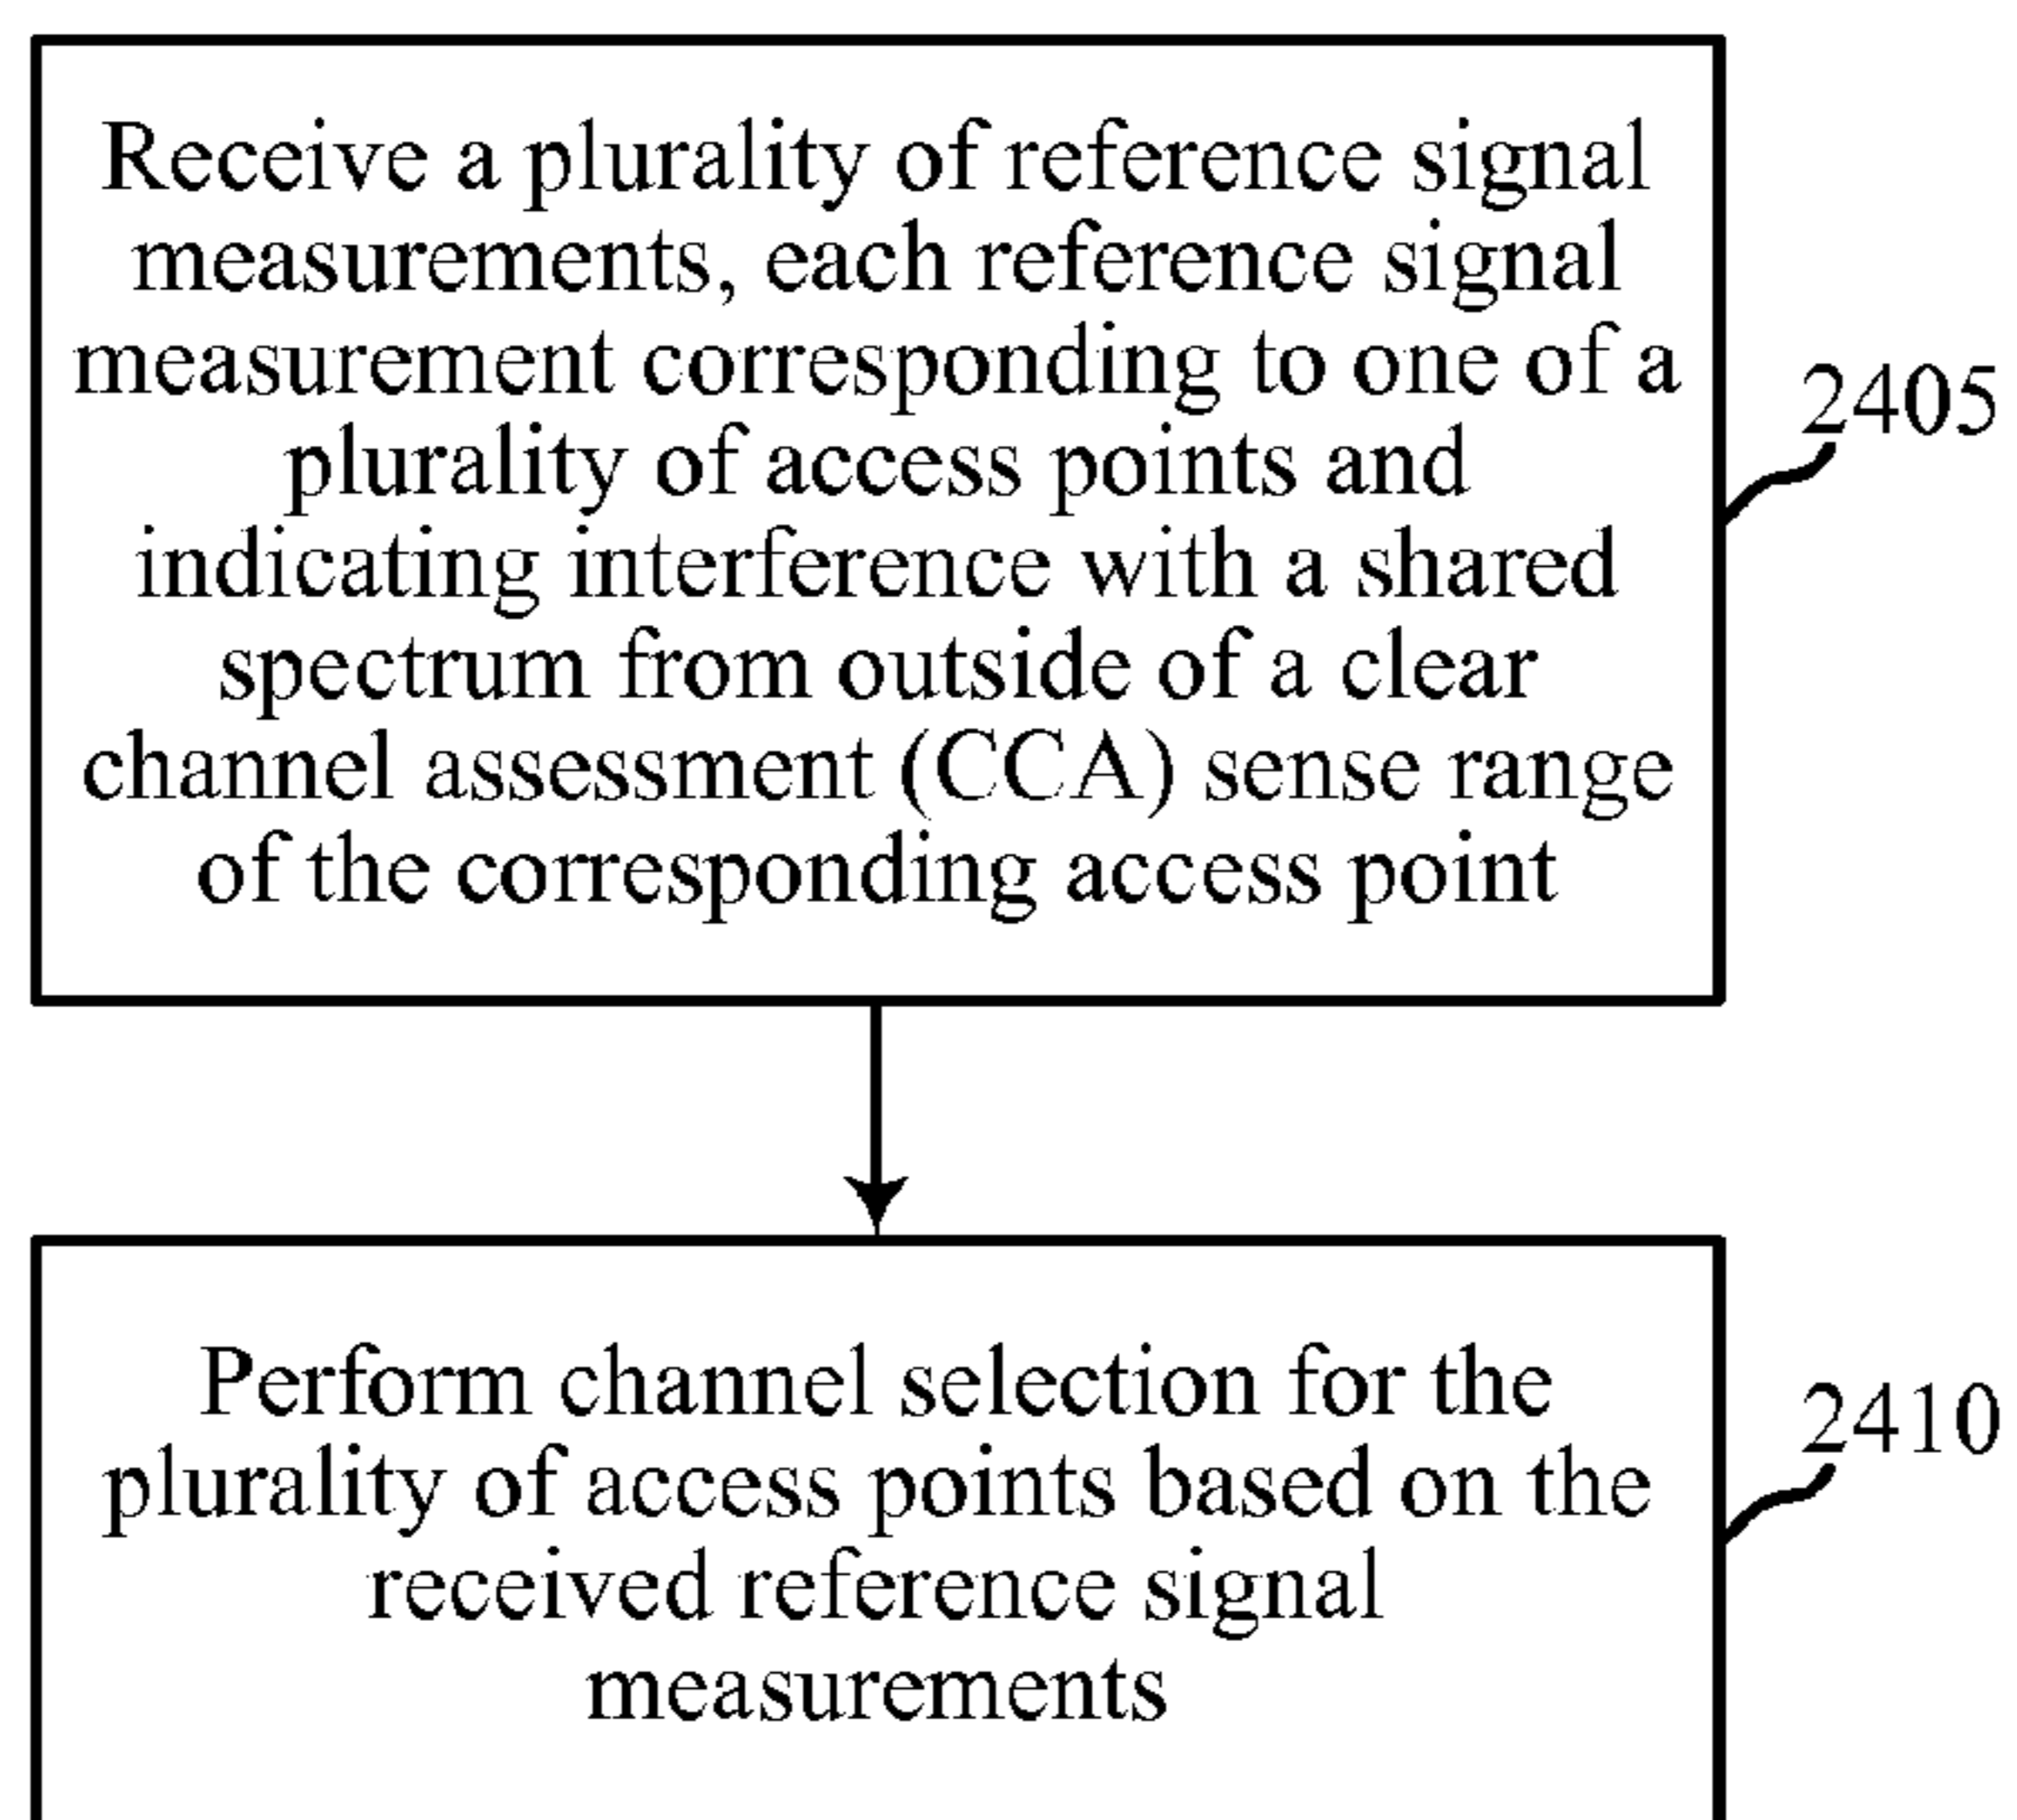 Receive a plurality of reference signal
measurements, each reference signal
measurement corresponding to one of a
plurality of access points and
indicating interference with a shared
spectrum from outside of a clear
channel assessment (CCA) sense range
of the corresponding access point
2405
Perform channel selection for the
plurality of access points based on the
received reference signal
measurements
2410